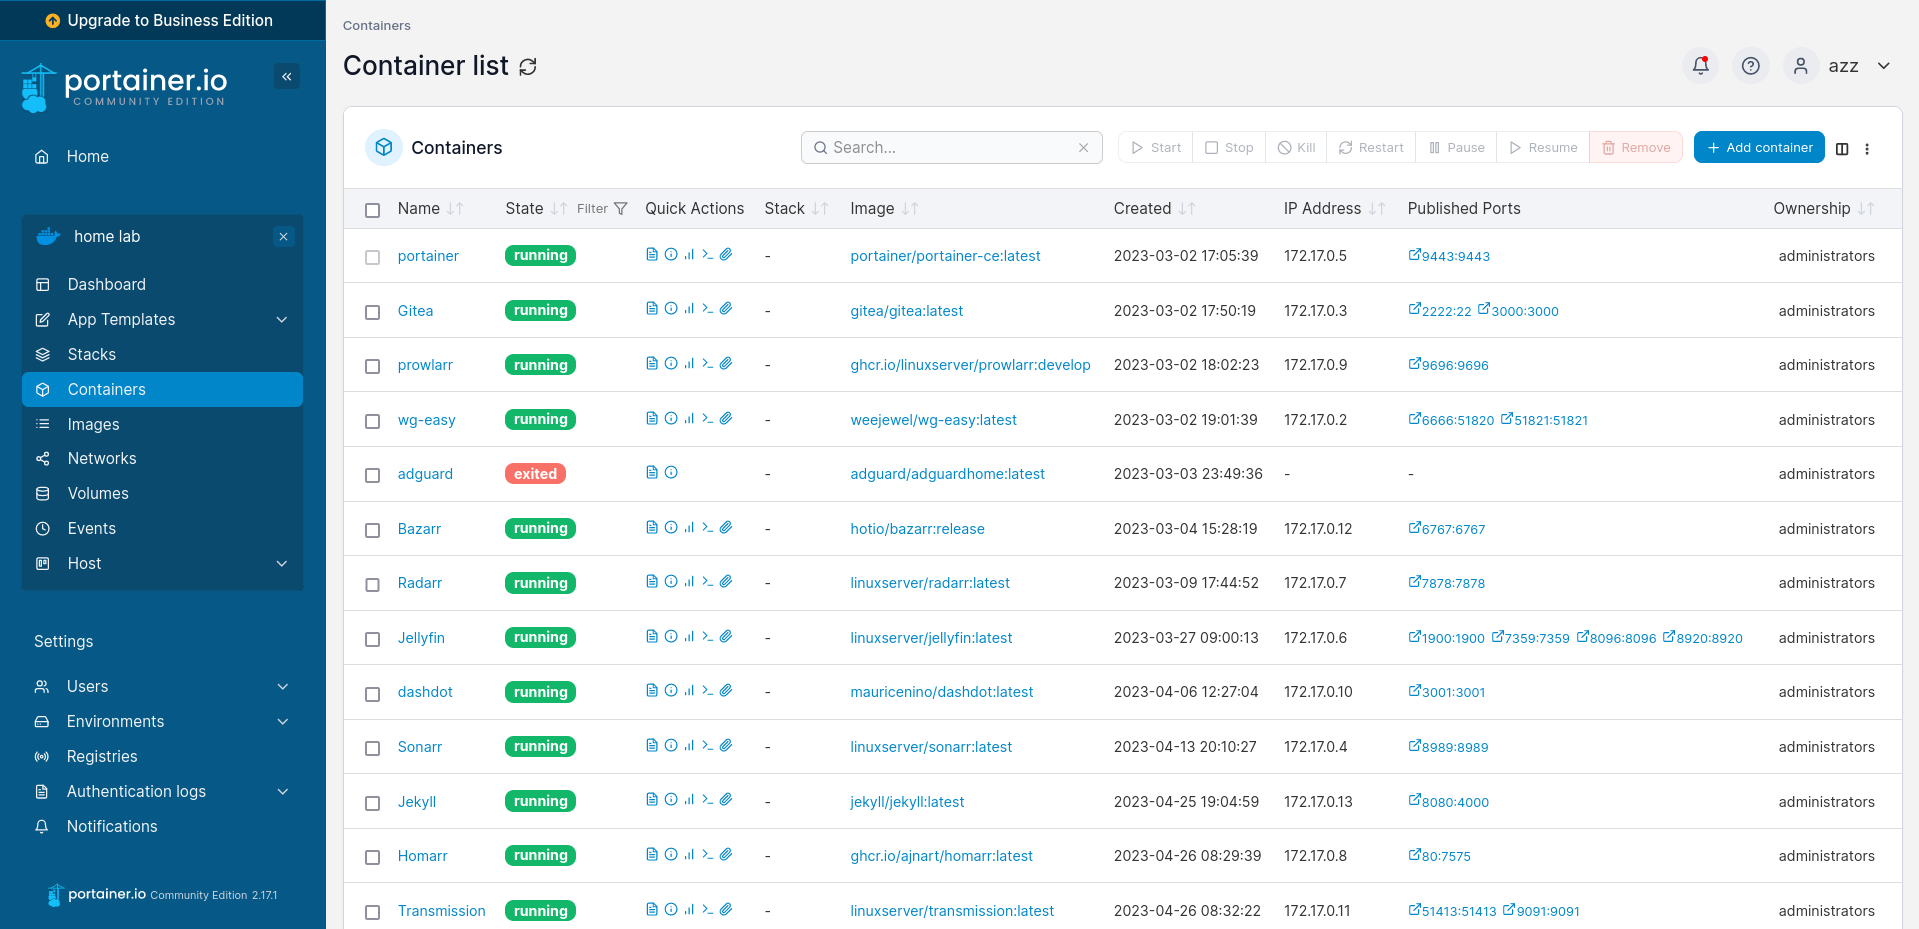 Upgrade to Business Edition
portainer.io
COMMUNITY EDITION
Home
home lab
Dashboard
App Templates
Stacks
Containers
Images
Networks
Volumes
Events
Host
Settings
Users
Environments
Registries
Authentication logs
Notifications
portainer.io Community Edition 2.17.1
Containers
Container list
azz
Containers Search... Start Stop Kill Restart Pause Resume Remove + Add container
Name State Filter Quick Actions Stack Image Created IP Address Published Ports Ownership
portainer running - portainer/portainer-ce:latest 2023-03-02 17:05:39 172.17.0.5 9443:9443 administrators
Gitea running - gitea/gitea:latest 2023-03-02 17:50:19 172.17.0.3 2222:22 3000:3000 administrators
prowlarr running - ghcr.io/linuxserver/prowlarr:develop 2023-03-02 18:02:23 172.17.0.9 9696:9696 administrators
wg-easy running - weejewel/wg-easy:latest 2023-03-02 19:01:39 172.17.0.2 6666:51820 51821:51821 administrators
adguard exited - adguard/adguardhome:latest 2023-03-03 23:49:36 - - administrators
Bazarr running - hotio/bazarr:release 2023-03-04 15:28:19 172.17.0.12 6767:6767 administrators
Radarr running - linuxserver/radarr:latest 2023-03-09 17:44:52 172.17.0.7 7878:7878 administrators
Jellyfin running - linuxserver/jellyfin:latest 2023-03-27 09:00:13 172.17.0.6 1900:1900 7359:7359 8096:8096 8920:8920 administrators
dashdot running - mauricenino/dashdot:latest 2023-04-06 12:27:04 172.17.0.10 3001:3001 administrators
Sonarr running - linuxserver/sonarr:latest 2023-04-13 20:10:27 172.17.0.4 8989:8989 administrators
Jekyll running - jekyll/jekyll:latest 2023-04-25 19:04:59 172.17.0.13 8080:4000 administrators
Homarr running - ghcr.io/ajnart/homarr:latest 2023-04-26 08:29:39 172.17.0.8 80:7575 administrators
Transmission running - linuxserver/transmission:latest 2023-04-26 08:32:22 172.17.0.11 51413:51413 9091:9091 administrators